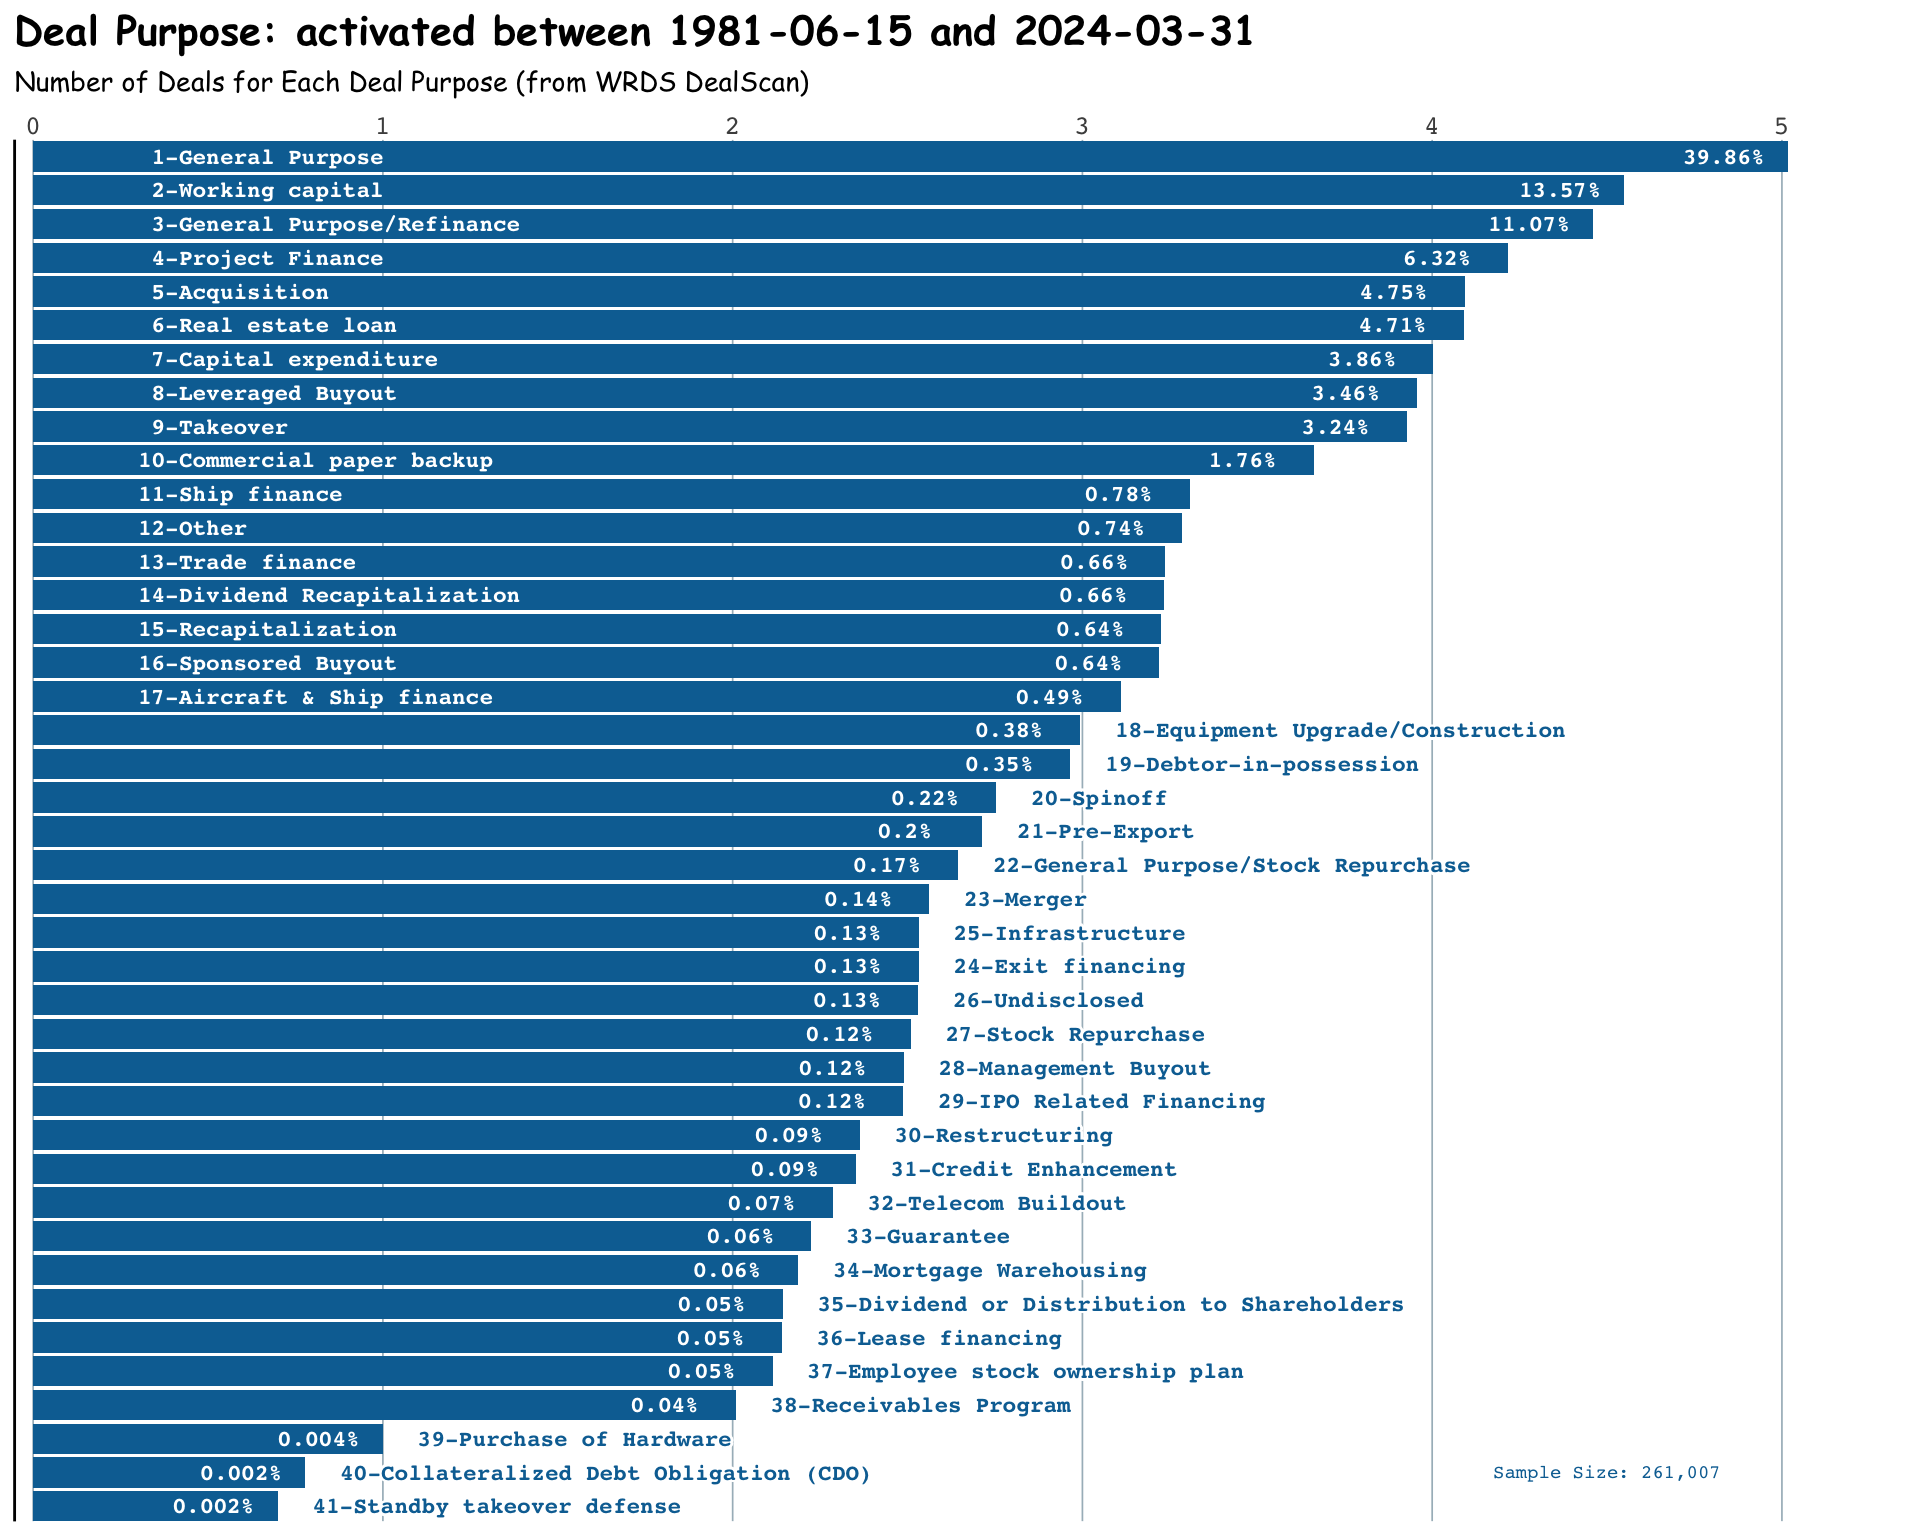 Deal Purpose: activated between 1981-06-15 and 2024-03-31
Number of Deals for Each Deal Purpose (from WRDS DealScan)
0 1 2 3 4 5
1-General Purpose 39.86%
2-Working capital 13.57%
3-General Purpose/Refinance 11.07%
4-Project Finance 6.32%
5-Acquisition 4.75%
6-Real estate loan 4.71%
7-Capital expenditure 3.86%
8-Leveraged Buyout 3.46%
9-Takeover 3.24%
10-Commercial paper backup 1.76%
11-Ship finance 0.78%
12-Other 0.74%
13-Trade finance 0.66%
14-Dividend Recapitalization 0.66%
15-Recapitalization 0.64%
16-Sponsored Buyout 0.64%
17-Aircraft & Ship finance 0.49%
0.38% 18-Equipment Upgrade/Construction
0.35% 19-Debtor-in-possession
0.22% 20-Spinoff
0.2% 21-Pre-Export
0.17% 22-General Purpose/Stock Repurchase
0.14% 23-Merger
0.13% 25-Infrastructure
0.13% 24-Exit financing
0.13% 26-Undisclosed
0.12% 27-Stock Repurchase
0.12% 28-Management Buyout
0.12% 29-IPO Related Financing
0.09% 30-Restructuring
0.09% 31-Credit Enhancement
0.07% 32-Telecom Buildout
0.06% 33-Guarantee
0.06% 34-Mortgage Warehousing
0.05% 35-Dividend or Distribution to Shareholders
0.05% 36-Lease financing
0.05% 37-Employee stock ownership plan
0.04% 38-Receivables Program
0.004% 39-Purchase of Hardware
0.002% 40-Collateralized Debt Obligation (CDO) Sample Size: 261,007
0.002% 41-Standby takeover defense